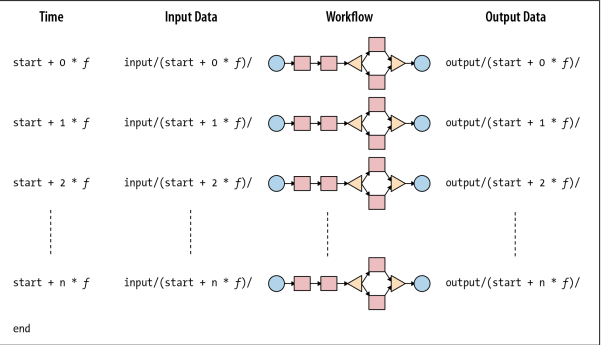 Time Input Data Workflow Output Data
start + 0 * f input/(start + 0 * f)/ output/(start + 0 * f)/
start + 1 * f input/(start + 1 * f)/ output/(start + 1 * f)/
start + 2 * f input/(start + 2 * f)/ output/(start + 2 * f)/
start + n * f input/(start + n * f)/ output/(start + n * f)/
end